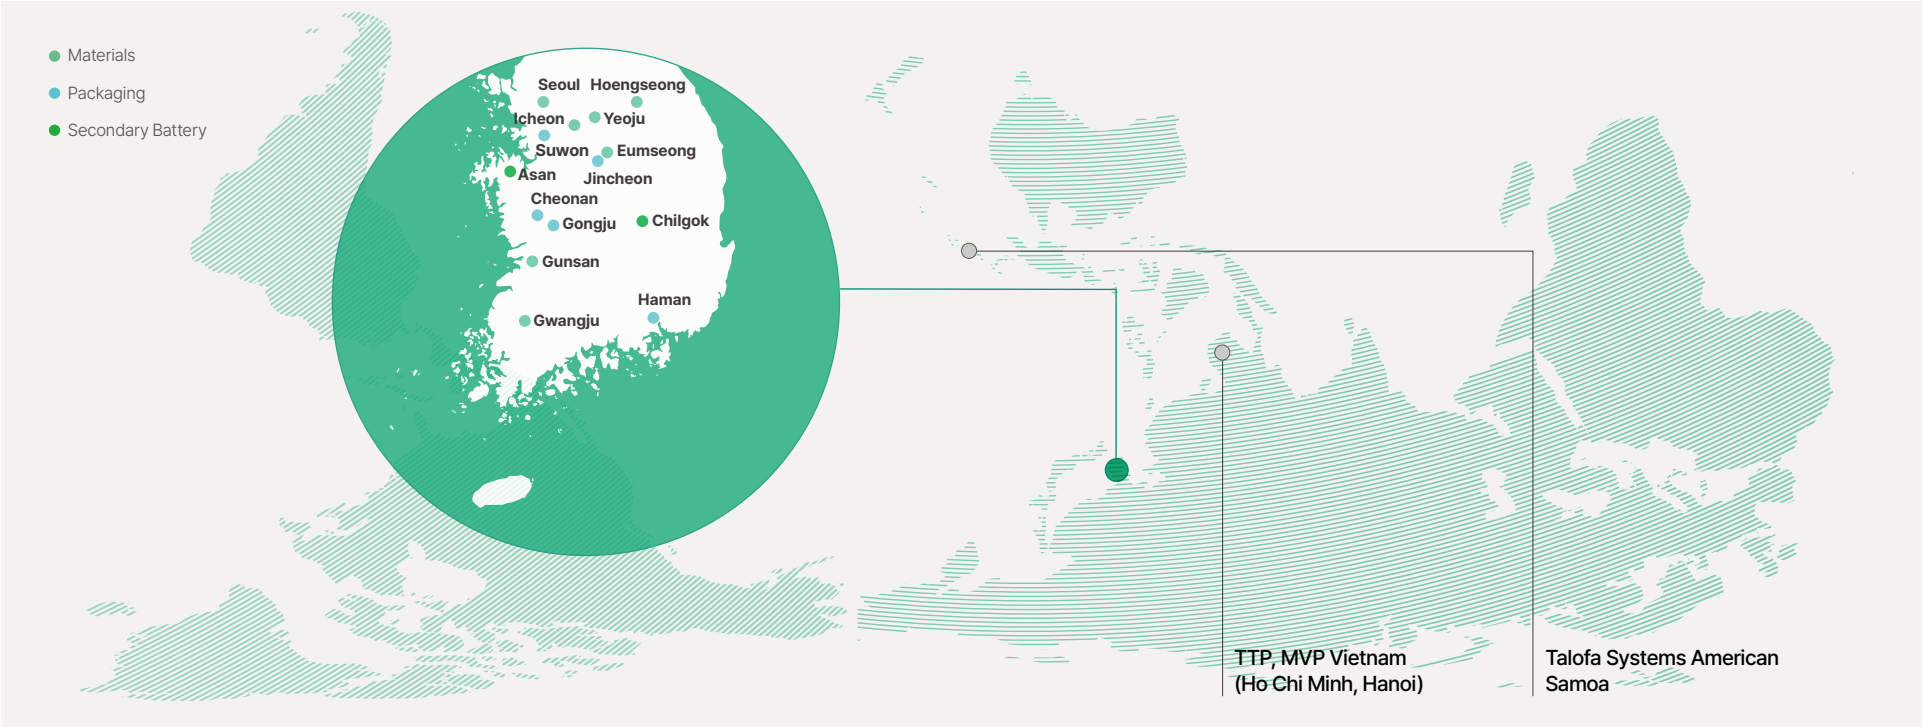 Materials
Packaging
Secondary Battery
Seoul
Hoengseong
Icheon
Yeoju
Suwon
Eumseong
Asan
Jincheon
Cheonan
Gongju
Chilgok
Gunsan
Haman
Gwangju
TTP, MVP Vietnam
(Ho Chi Minh, Hanoi)
Talofa Systems American
Samoa